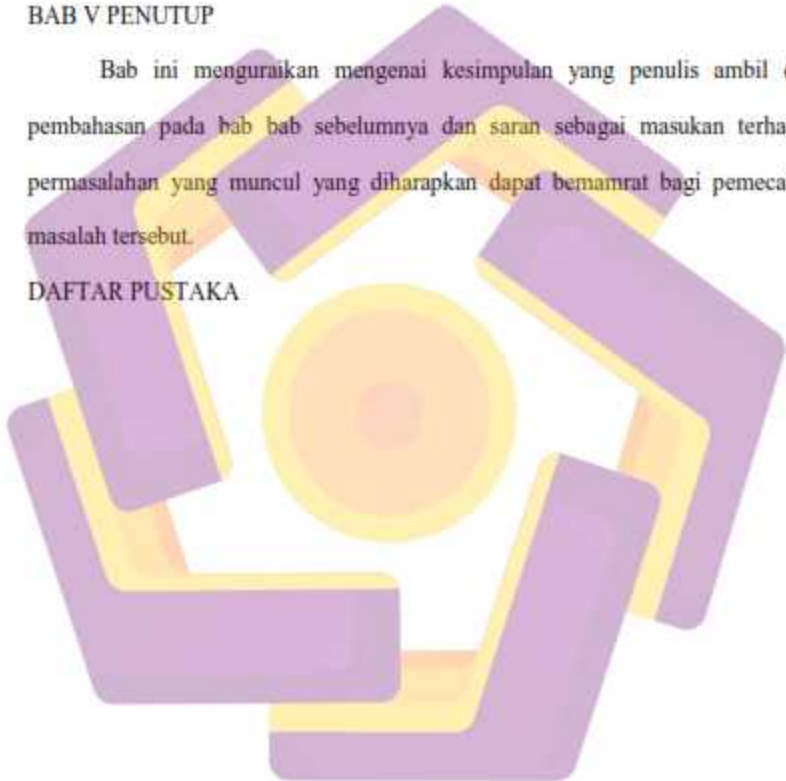 BAB V PENUTUP
Bab ini menguraikan mengenai kesimpulan yang penulis ambil
pembahasan pada bab bab sebelumnya dan saran sebagai masukan
permasalahan yang muncul yang diharapkan dapat bemamrat bagi
masalah tersebut.
DAFTAR PUSTAKA